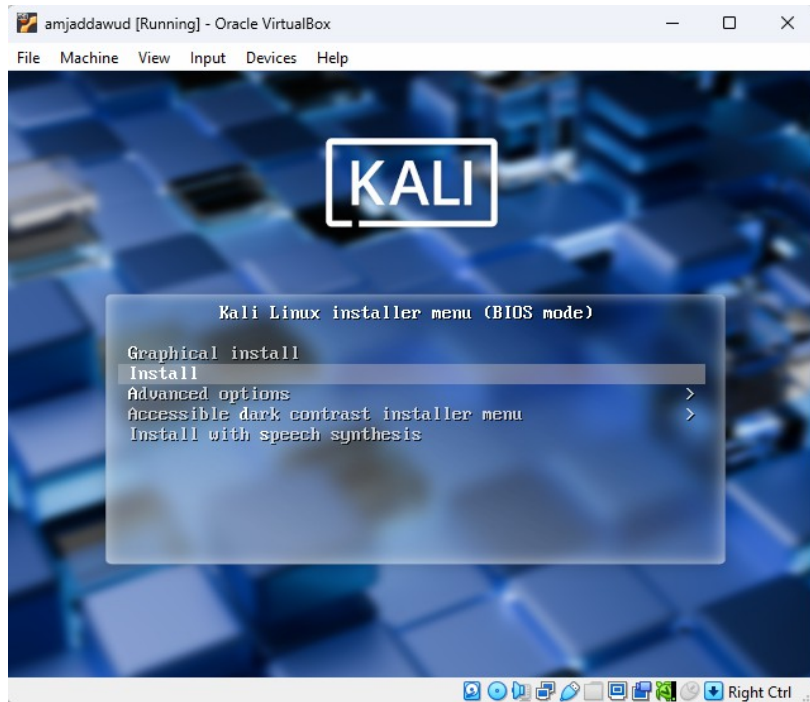 amjaddawud [Running] - Oracle VirtualBox
File Machine View Input Devices Help
KALI
Kali Linux installer menu (BIOS mode)
Graphical install
Install
Advanced options >
Accessible dark contrast installer menu >
Install with speech synthesis
Right Ctrl